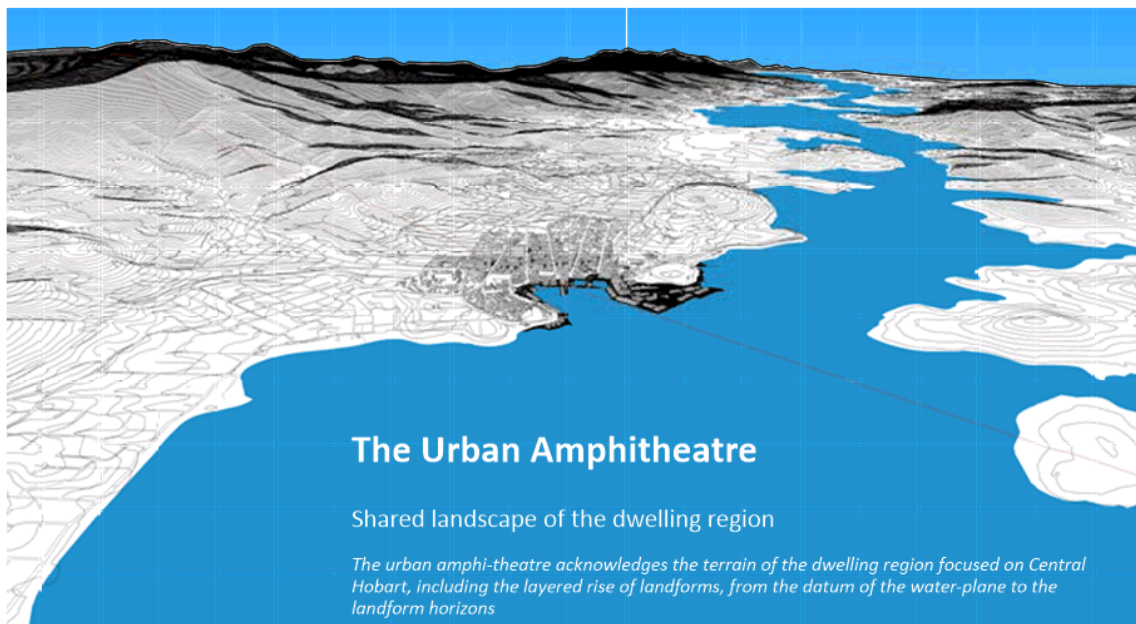 The Urban Amphitheatre
Shared landscape of the dwelling region
The urban amphi-theatre acknowledges the terrain of the dwelling region focused on Central
Hobart, including the layered rise of landforms, from the datum of the water-plane to the
landform horizons